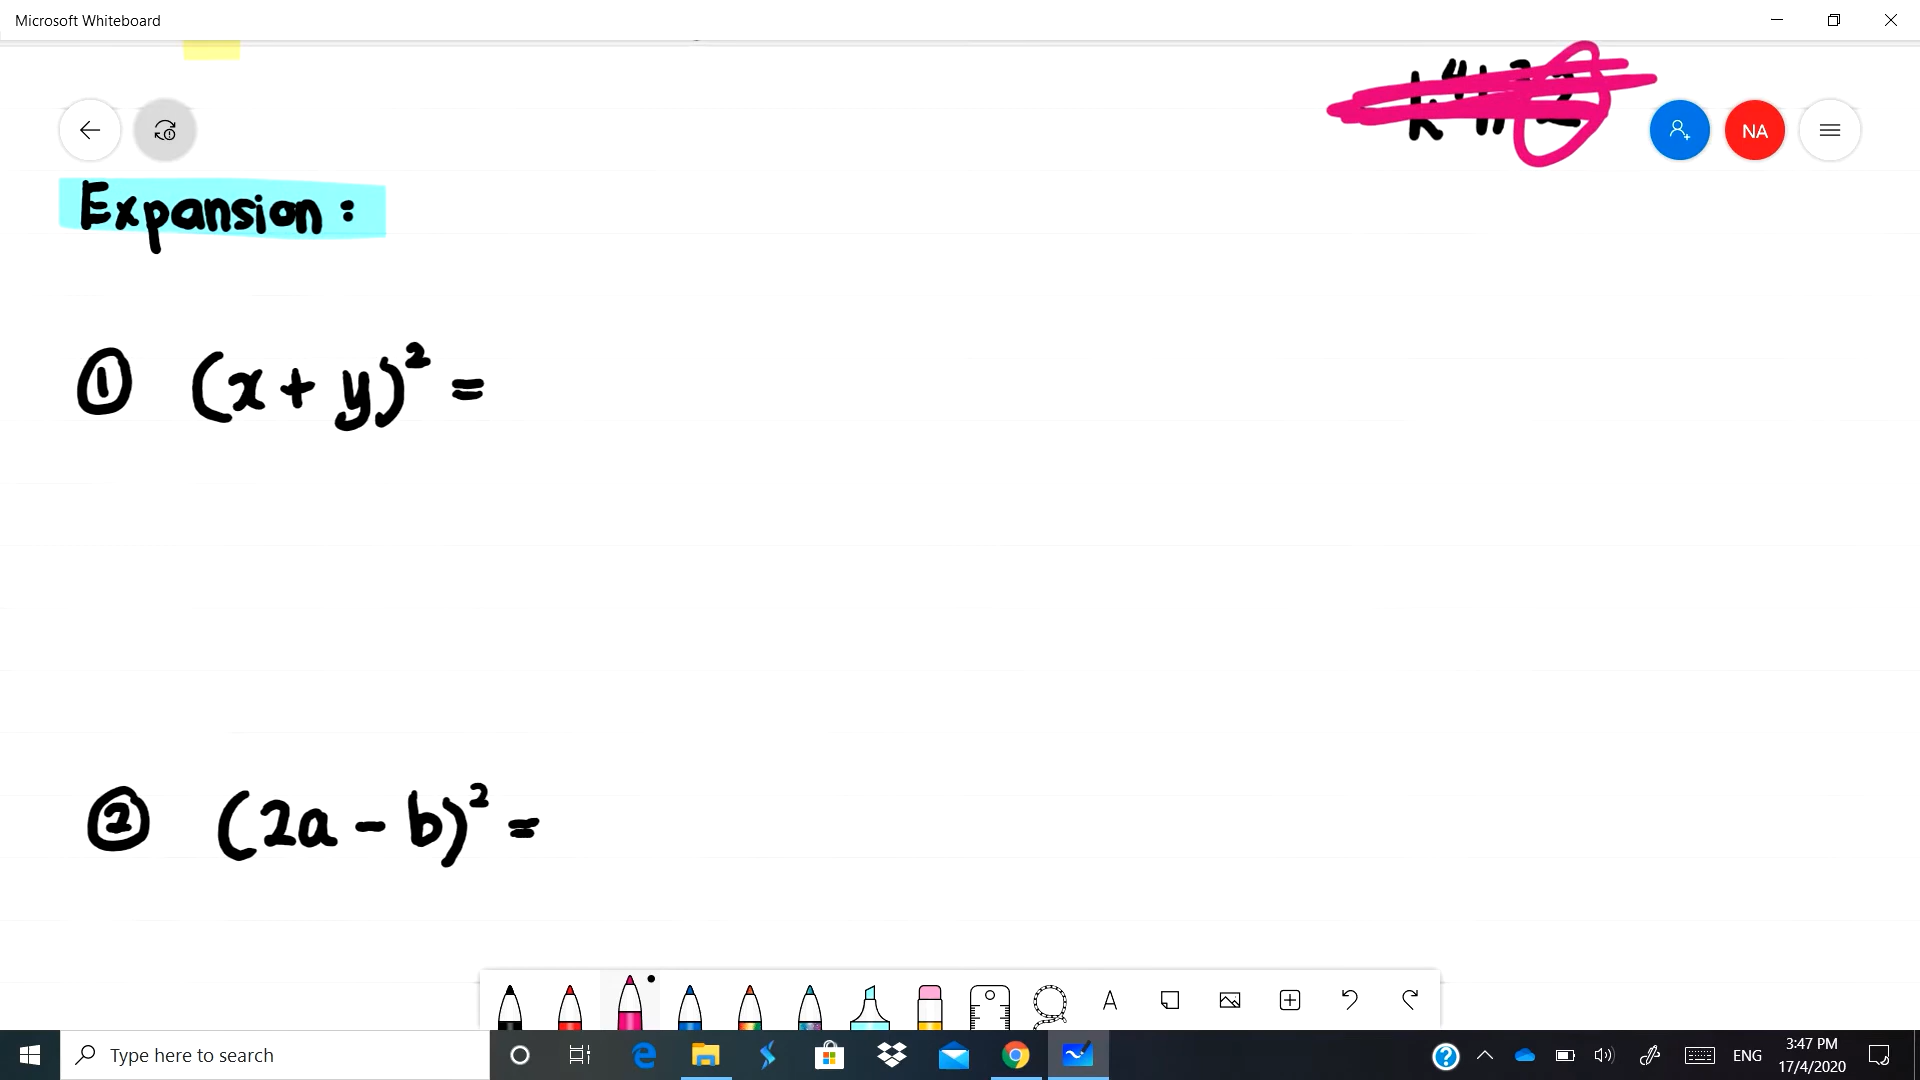 Microsoft Whiteboard
NA
Expansion:
① (x + y)² =
② (2a - b)² =
Type here to search
ENG
3:47 PM
17/4/2020